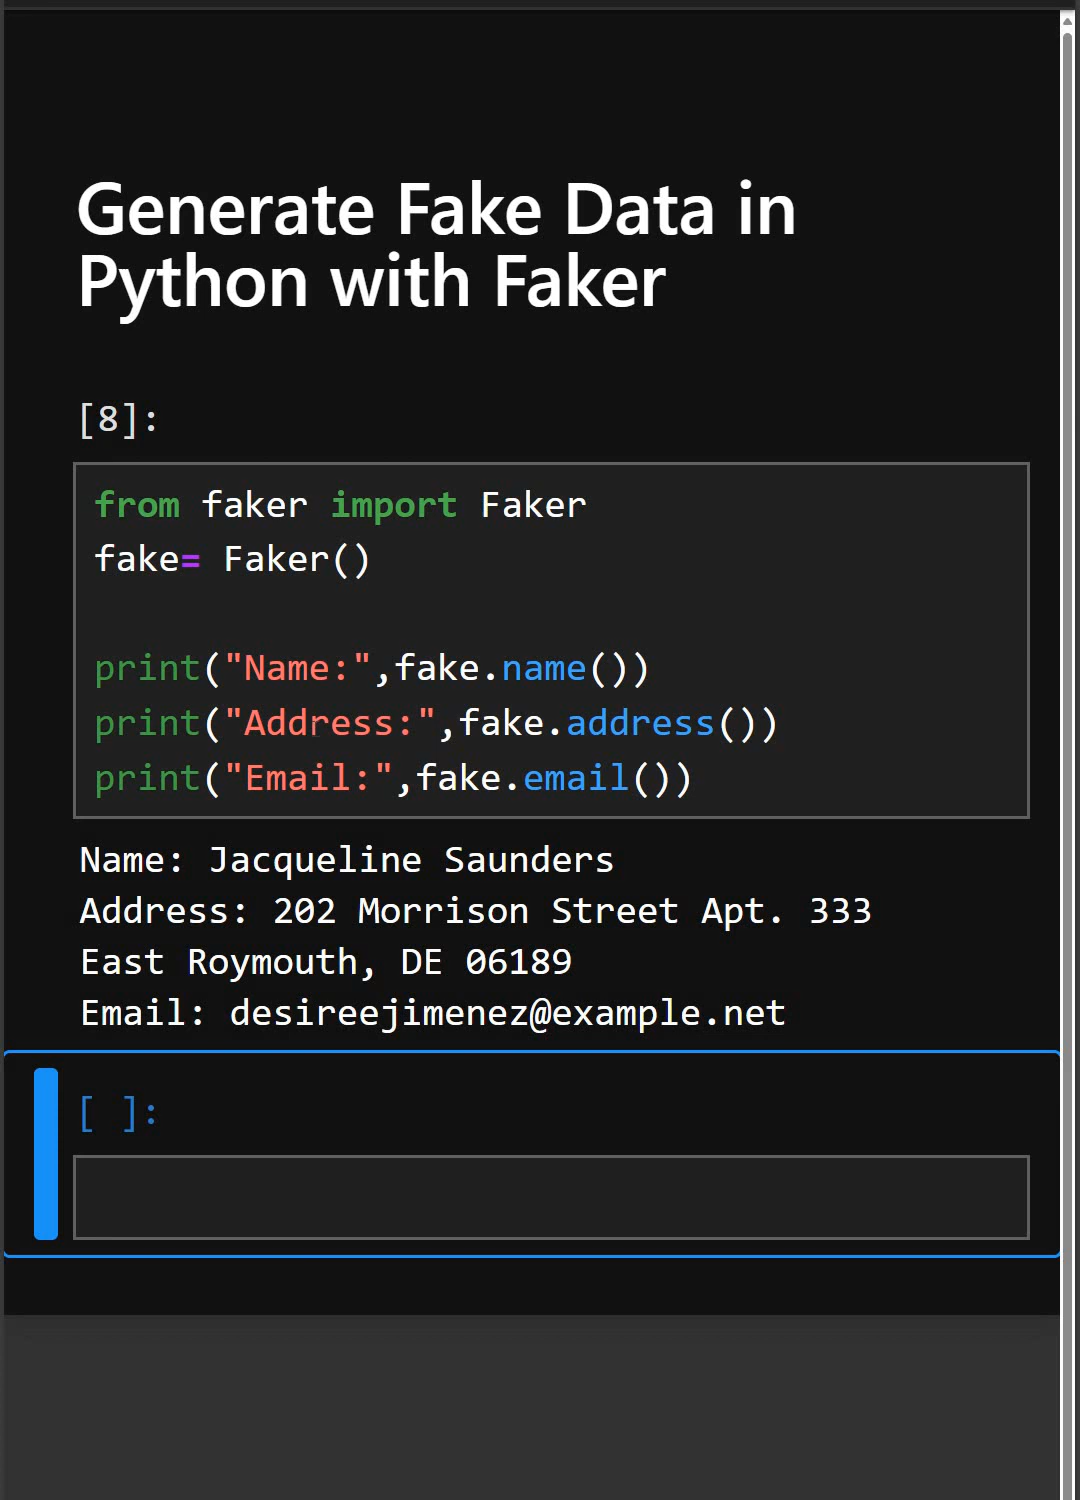 Generate Fake Data in
Python with Faker
[8]:
from faker import Faker
fake= Faker()
print("Name:",fake.name())
print("Address:",fake.address())
print("Email:",fake.email())
Name: Jacqueline Saunders
Address: 202 Morrison Street Apt. 333
East Roymouth, DE 06189
Email: desireejimenez@example.net
[ ]: